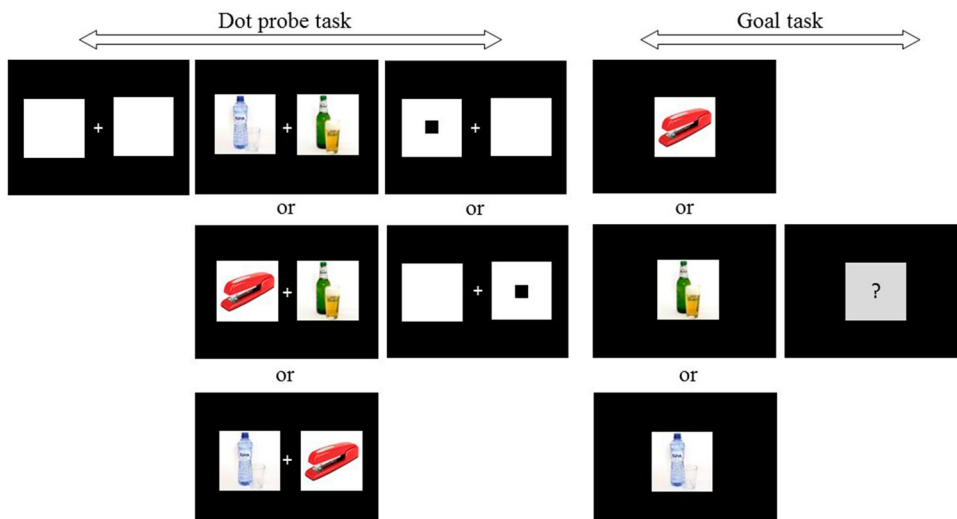 Dot probe task
Goal task
+
+
+
or
or
or
+
+
?
or
or
+